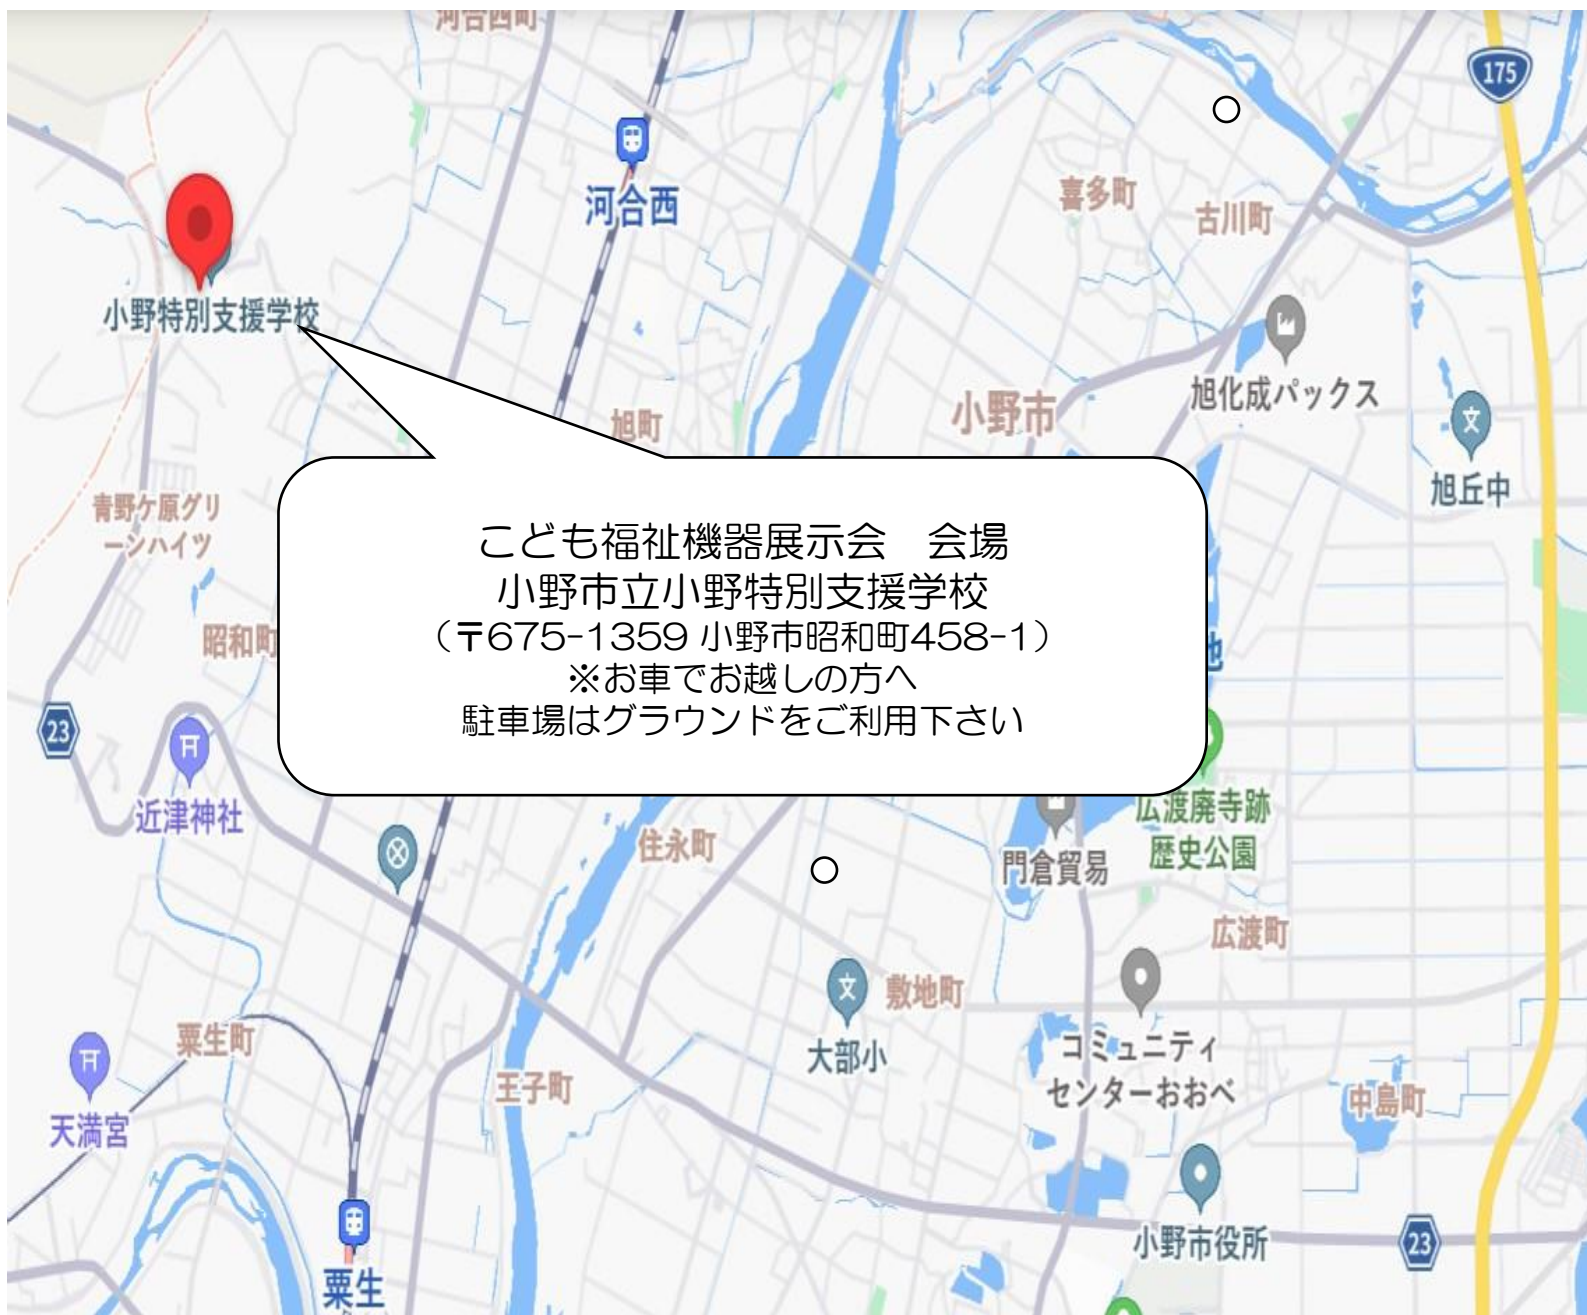 河合西町
175
河合西
喜多町
古川町
小野特別支援学校
旭化成パックス
小野市
旭町
旭丘中
青野ケ原グリ
ーンハイツ
こども福祉機器展示会　会場
小野市立小野特別支援学校
（〒675-1359 小野市昭和町458-1）
※お車でお越しの方へ
駐車場はグラウンドをご利用下さい
昭和町
地
23
近津神社
広渡廃寺跡
歴史公園
住永町
門倉貿易
広渡町
敷地町
大部小
コミュニティ
センターおおべ
粟生町
王子町
中島町
天満宮
小野市役所
23
粟生